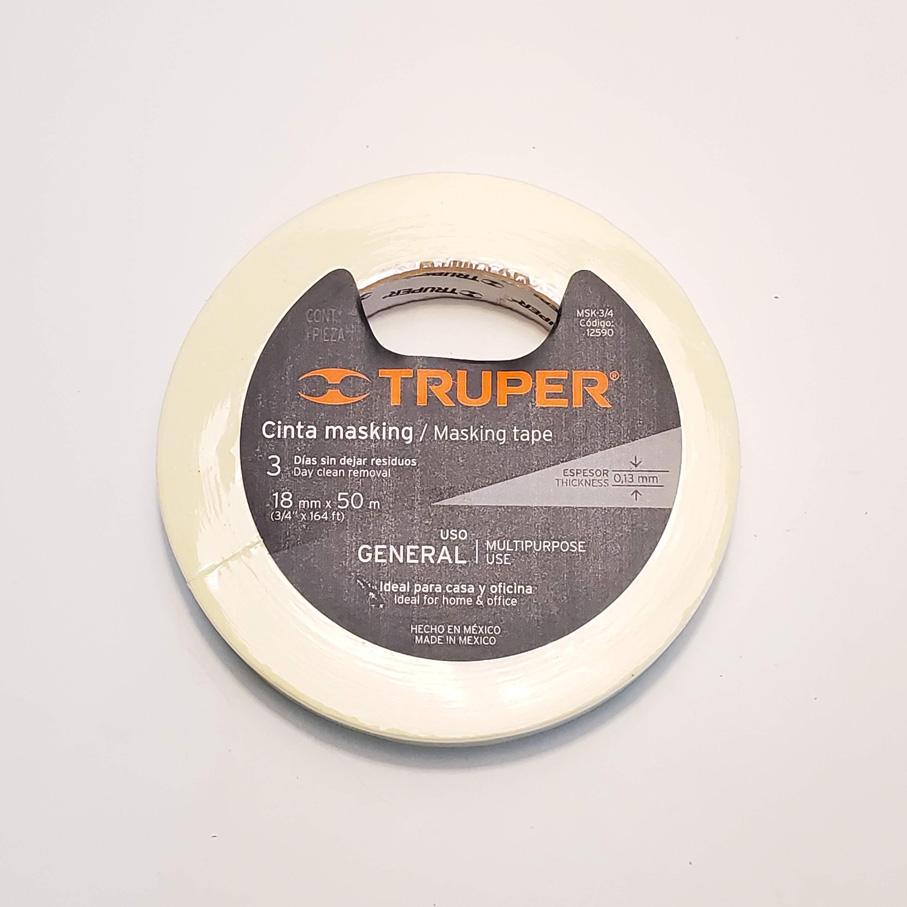 TRUPER®
TRUPER
CONT.:
1 PIEZA
MSK-3/4
Código:
12590
TRUPER®
Cinta masking / Masking tape
3 Días sin dejar residuos
Day clean removal
ESPESOR
THICKNESS
0,13 mm
18 mm x 50 m
(3/4" x 164 ft)
USO
GENERAL
MULTIPURPOSE
USE
Ideal para casa y oficina
Ideal for home & office
HECHO EN MÉXICO
MADE IN MEXICO